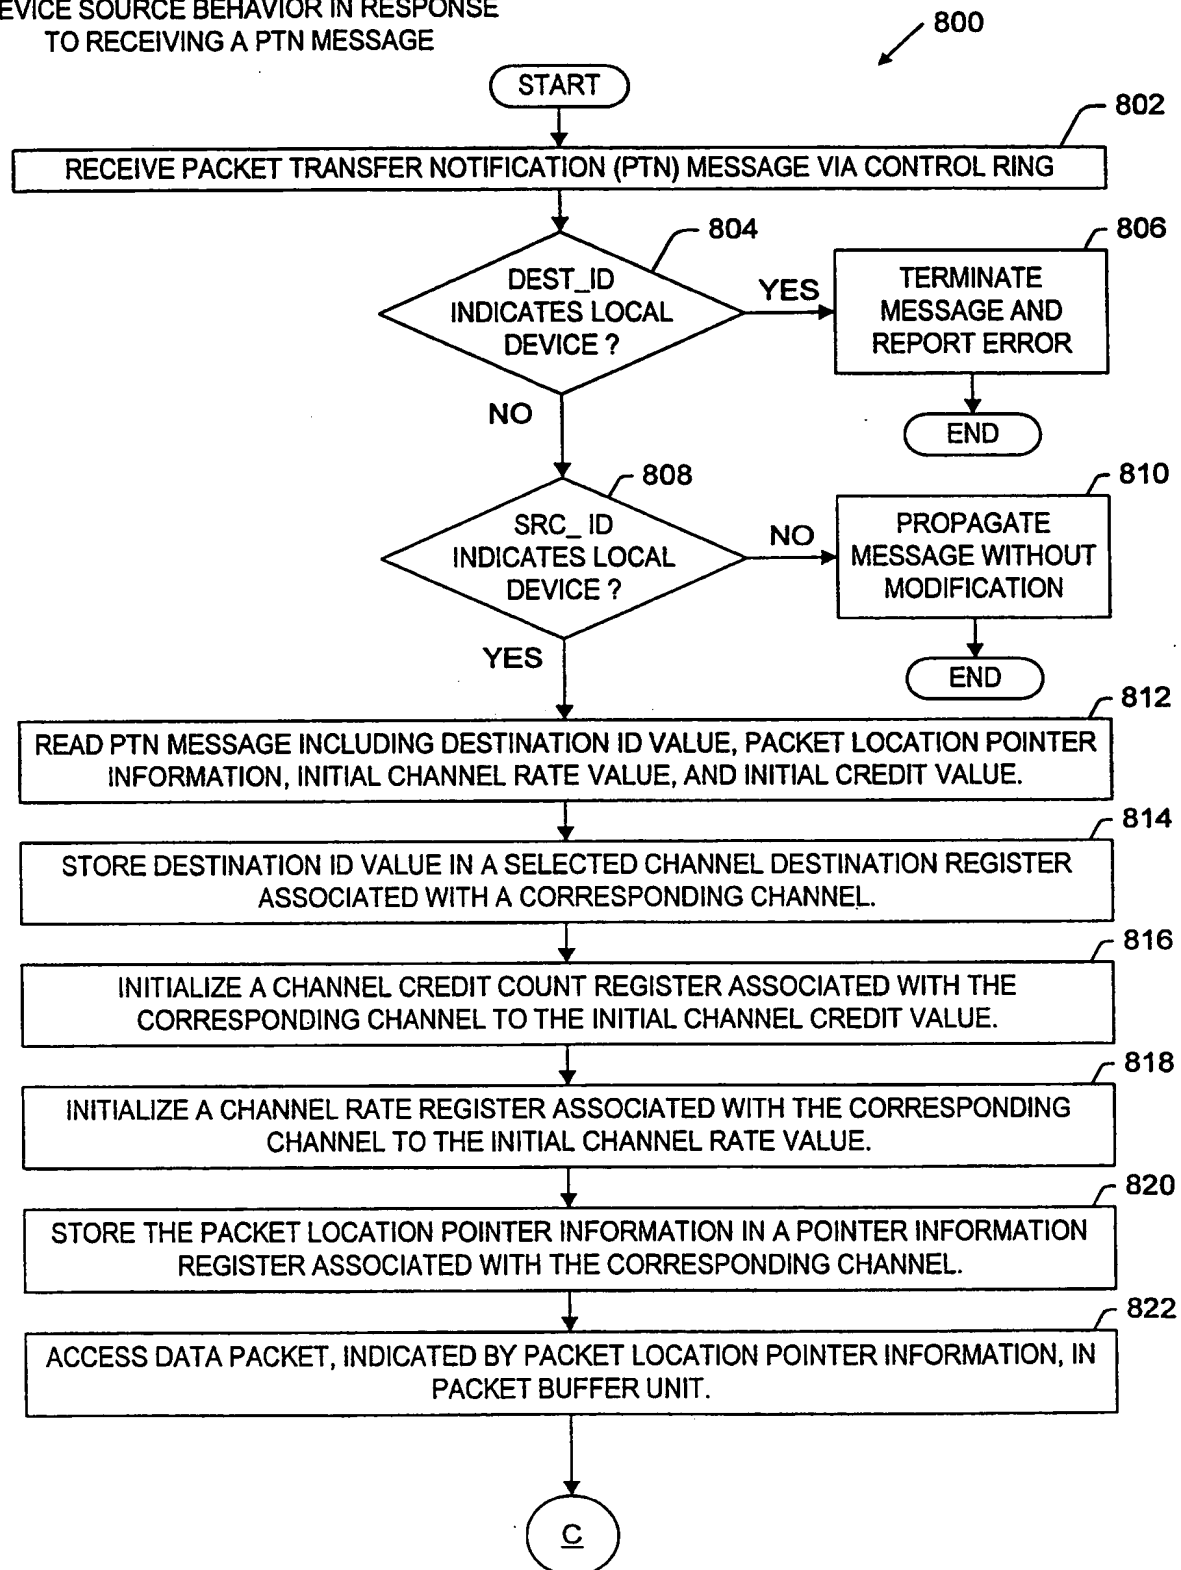 EVICE SOURCE BEHAVIOR IN RESPONSE
TO RECEIVING A PTN MESSAGE
800
START
802
RECEIVE PACKET TRANSFER NOTIFICATION (PTN) MESSAGE VIA CONTROL RING
804
DEST_ID
INDICATES LOCAL
DEVICE ?
YES
806
TERMINATE
MESSAGE AND
REPORT ERROR
END
NO
808
SRC_ ID
INDICATES LOCAL
DEVICE ?
NO
810
PROPAGATE
MESSAGE WITHOUT
MODIFICATION
END
YES
812
READ PTN MESSAGE INCLUDING DESTINATION ID VALUE, PACKET LOCATION POINTER
INFORMATION, INITIAL CHANNEL RATE VALUE, AND INITIAL CREDIT VALUE.
814
STORE DESTINATION ID VALUE IN A SELECTED CHANNEL DESTINATION REGISTER
ASSOCIATED WITH A CORRESPONDING CHANNEL.
816
INITIALIZE A CHANNEL CREDIT COUNT REGISTER ASSOCIATED WITH THE
CORRESPONDING CHANNEL TO THE INITIAL CHANNEL CREDIT VALUE.
818
INITIALIZE A CHANNEL RATE REGISTER ASSOCIATED WITH THE CORRESPONDING
CHANNEL TO THE INITIAL CHANNEL RATE VALUE.
820
STORE THE PACKET LOCATION POINTER INFORMATION IN A POINTER INFORMATION
REGISTER ASSOCIATED WITH THE CORRESPONDING CHANNEL.
822
ACCESS DATA PACKET, INDICATED BY PACKET LOCATION POINTER INFORMATION, IN
PACKET BUFFER UNIT.
C